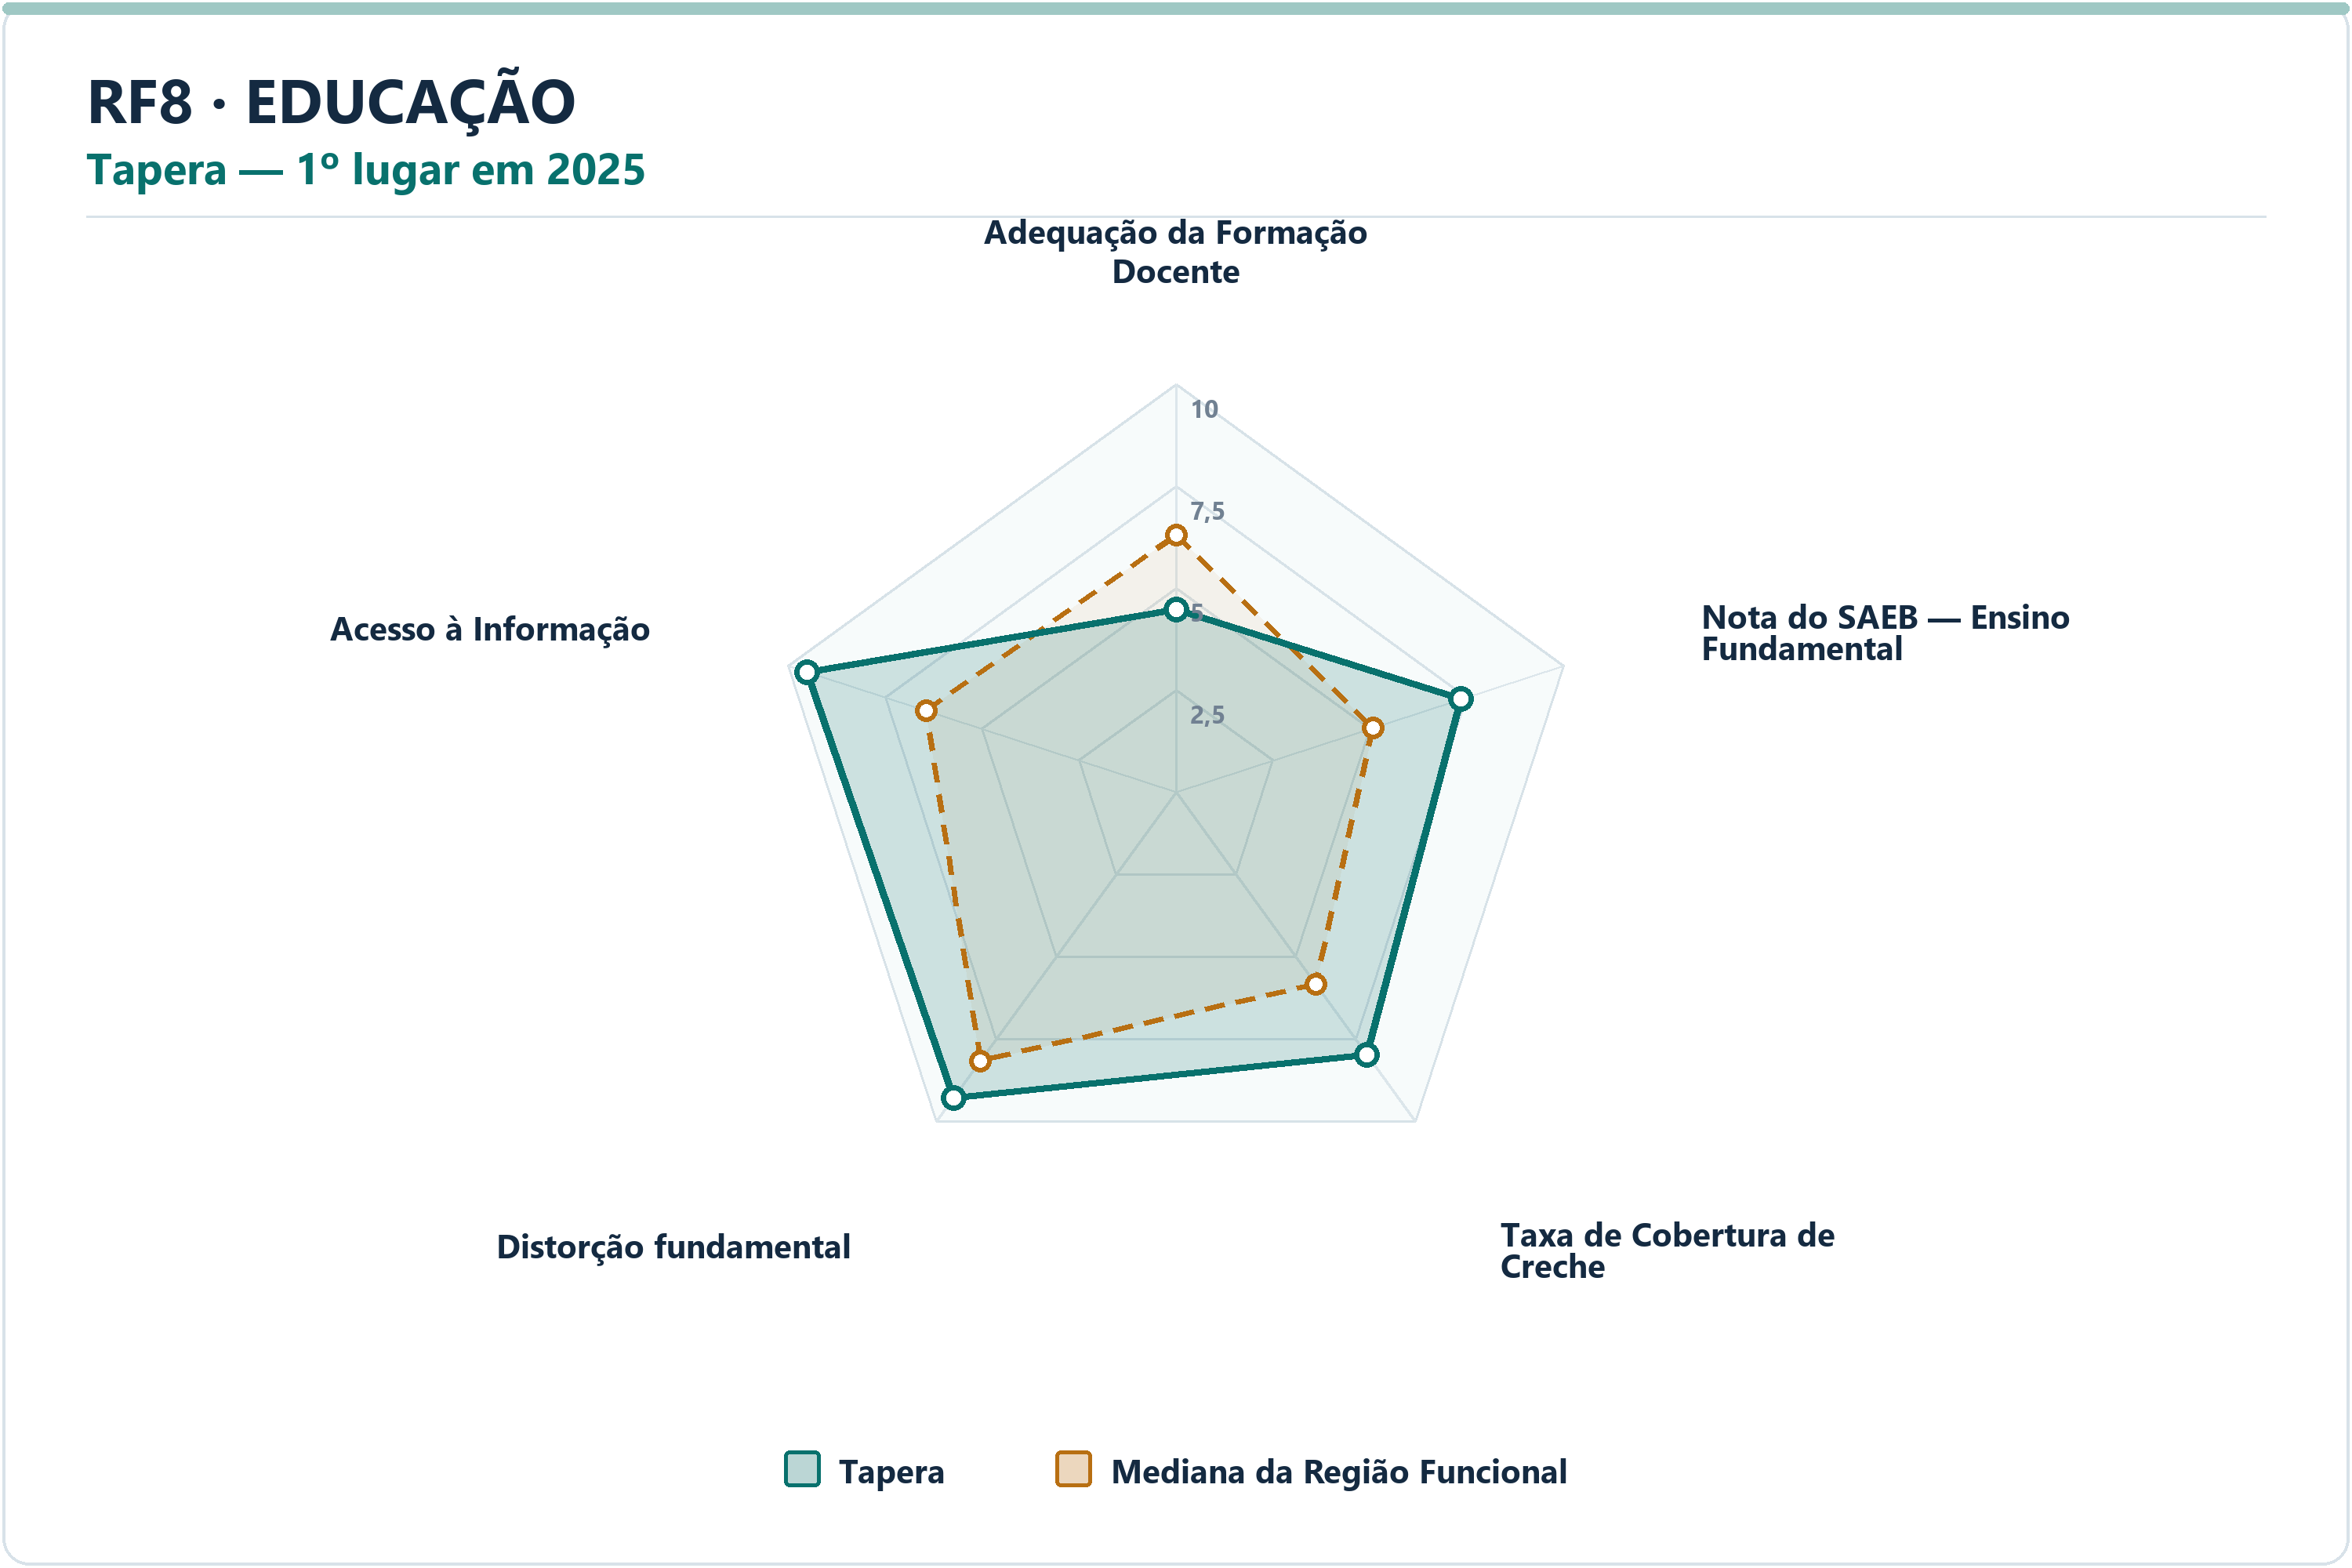 RF8 · EDUCAÇÃO
Tapera — 1º lugar em 2025
Adequação da Formação
Docente
10
7,5
5
2,5
Acesso à Informação
Nota do SAEB — Ensino
Fundamental
Distorção fundamental
Taxa de Cobertura de
Creche
Tapera
Mediana da Região Funcional